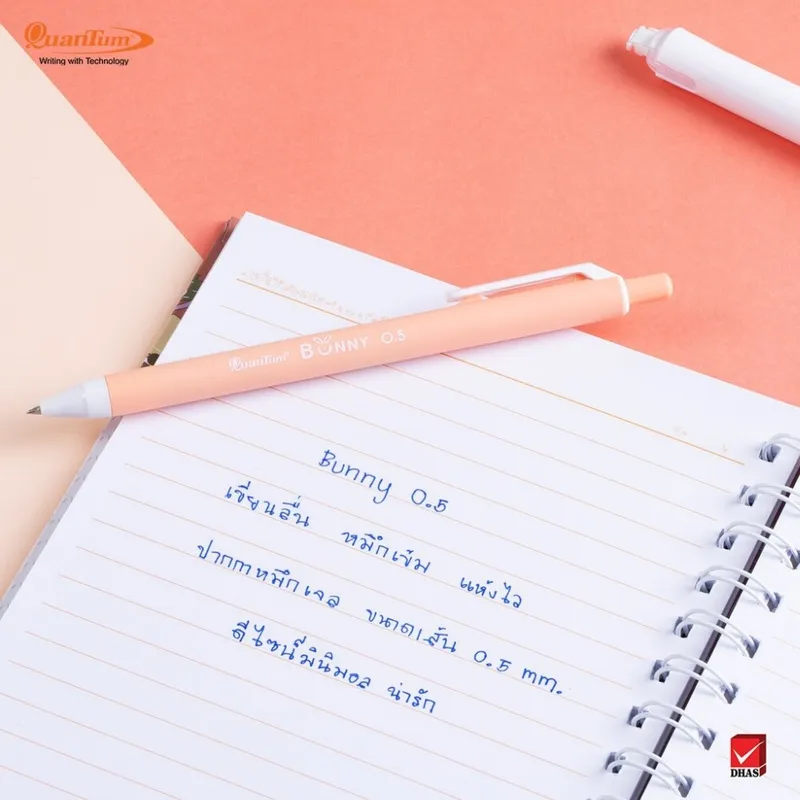 QuanTum
Writing with Technology
QuanTum BUNNY 0.5
Bunny 0.5
เขียนลื่น หมึกเข้ม แห้งไว
ปากกาหมึกเจล ขนาดเส้น 0.5 mm.
ดีไซน์มินิมอล น่ารัก
DHAS